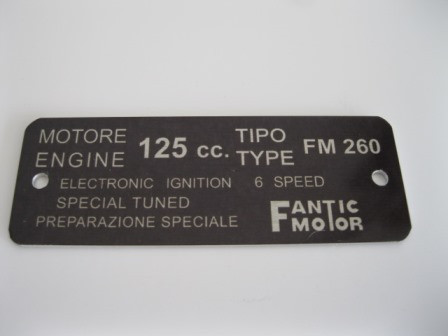 MOTORE 125 cc. TIPO FM 260
ENGINE TYPE
ELECTRONIC IGNITION 6 SPEED
SPECIAL TUNED
PREPARAZIONE SPECIALE
FANTIC
MOTOR